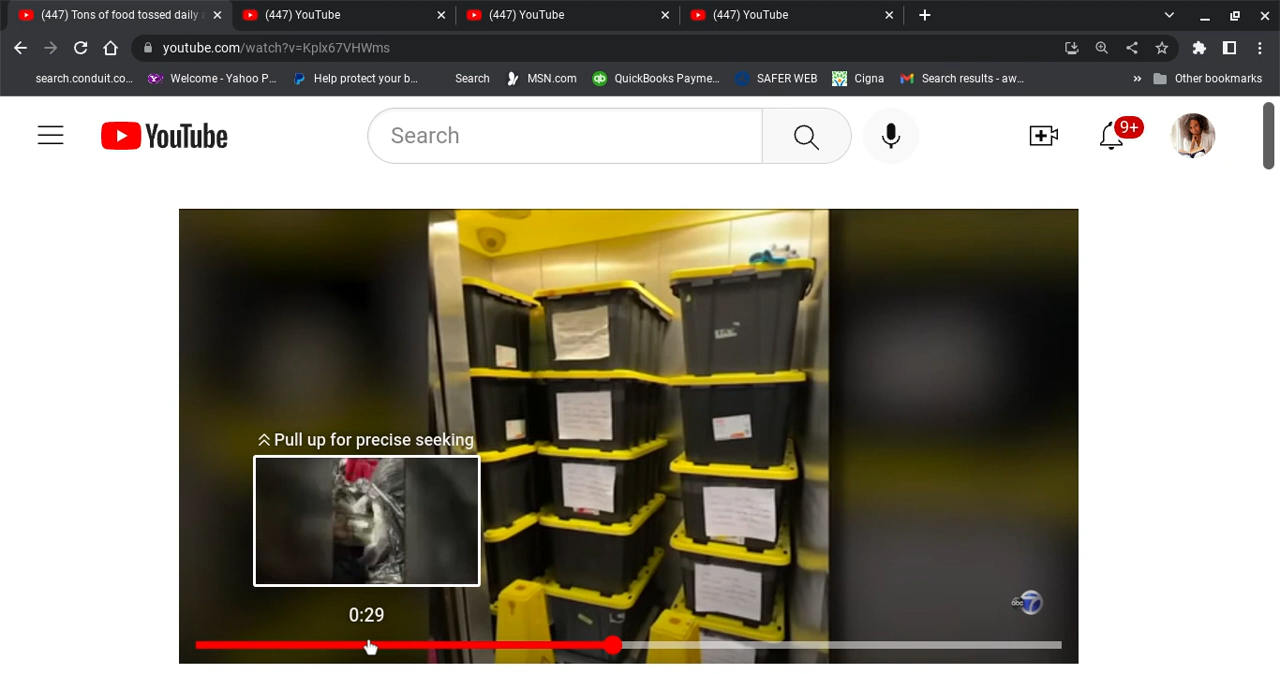 (447) Tons of food tossed daily
(447) YouTube
(447) YouTube
(447) YouTube
youtube.com/watch?v=Kplx67VHWms
search.conduit.co...
Welcome - Yahoo P...
Help protect your b...
Search
MSN.com
QuickBooks Payme...
SAFER WEB
Cigna
Search results - aw...
»
Other bookmarks
YouTube
Search
9+
Pull up for precise seeking
0:29
abc 7